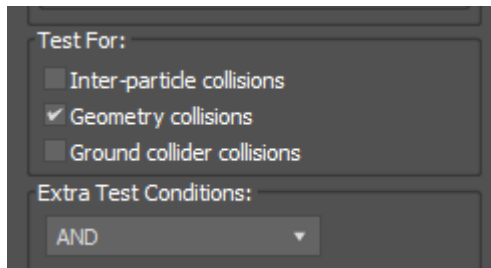 Test For:
Inter-particle collisions
Geometry collisions
Ground collider collisions
Extra Test Conditions:
AND